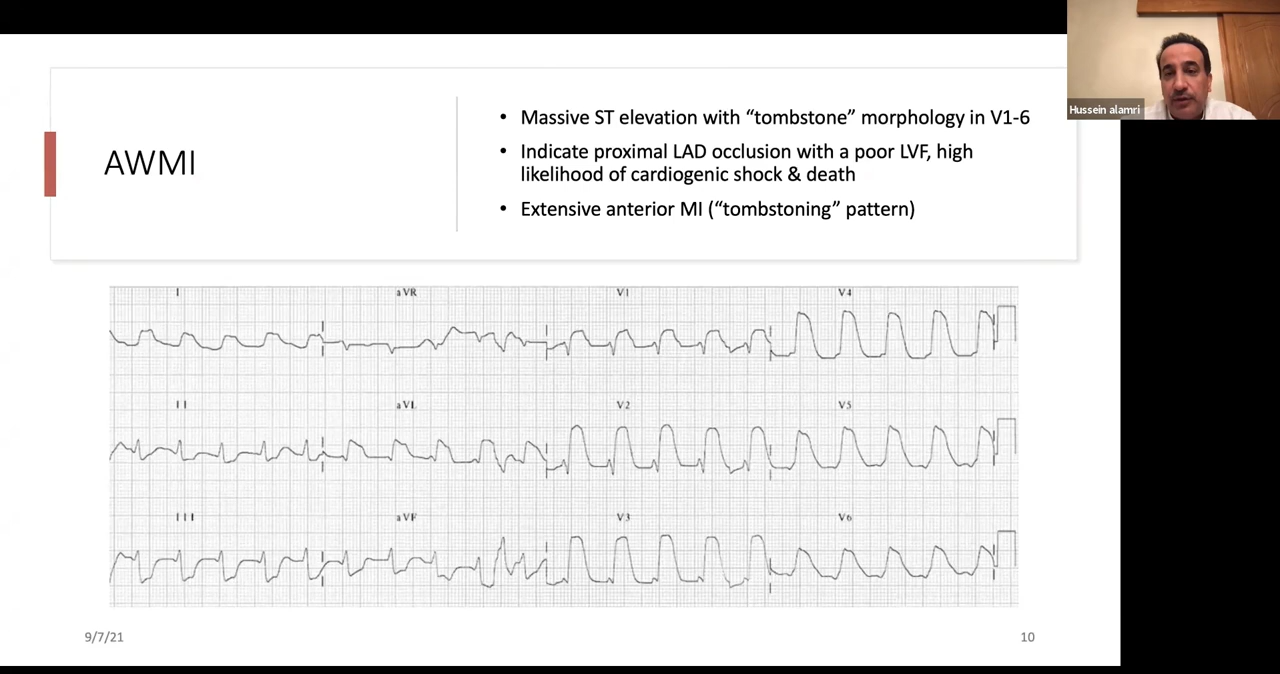 Hussein alamri
AWMI
• Massive ST elevation with “tombstone” morphology in V1-6
• Indicate proximal LAD occlusion with a poor LVF, high
likelihood of cardiogenic shock & death
• Extensive anterior MI (“tombstoning” pattern)
I aVR V1 V4
II aVL V2 V5
III aVF V3 V6
9/7/21
10